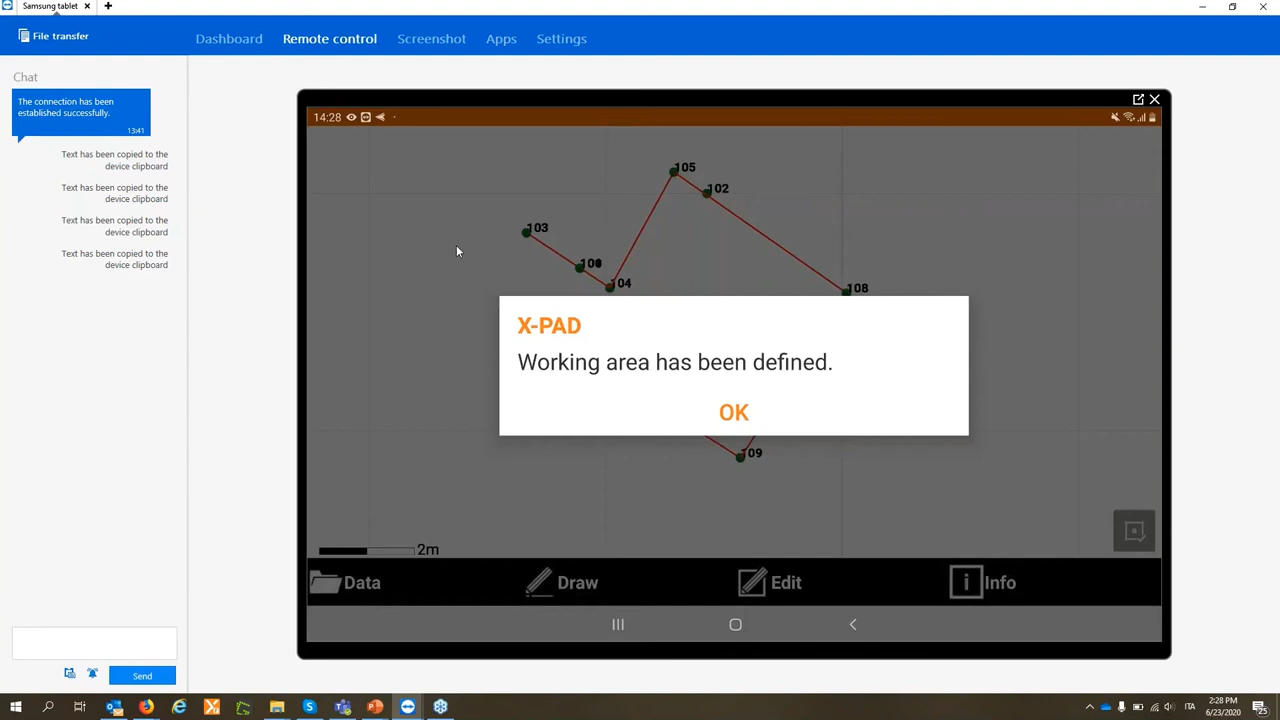 Samsung tablet
File transfer
Dashboard
Remote control
Screenshot
Apps
Settings
Chat
The connection has been
established successfully.
13:41
Text has been copied to the
device clipboard
Text has been copied to the
device clipboard
Text has been copied to the
device clipboard
Text has been copied to the
device clipboard
Send
14:28
105
102
103
104
108
X-PAD
Working area has been defined.
OK
109
2m
Data
Draw
Edit
Info
ITA
2:28 PM
6/23/2020
25